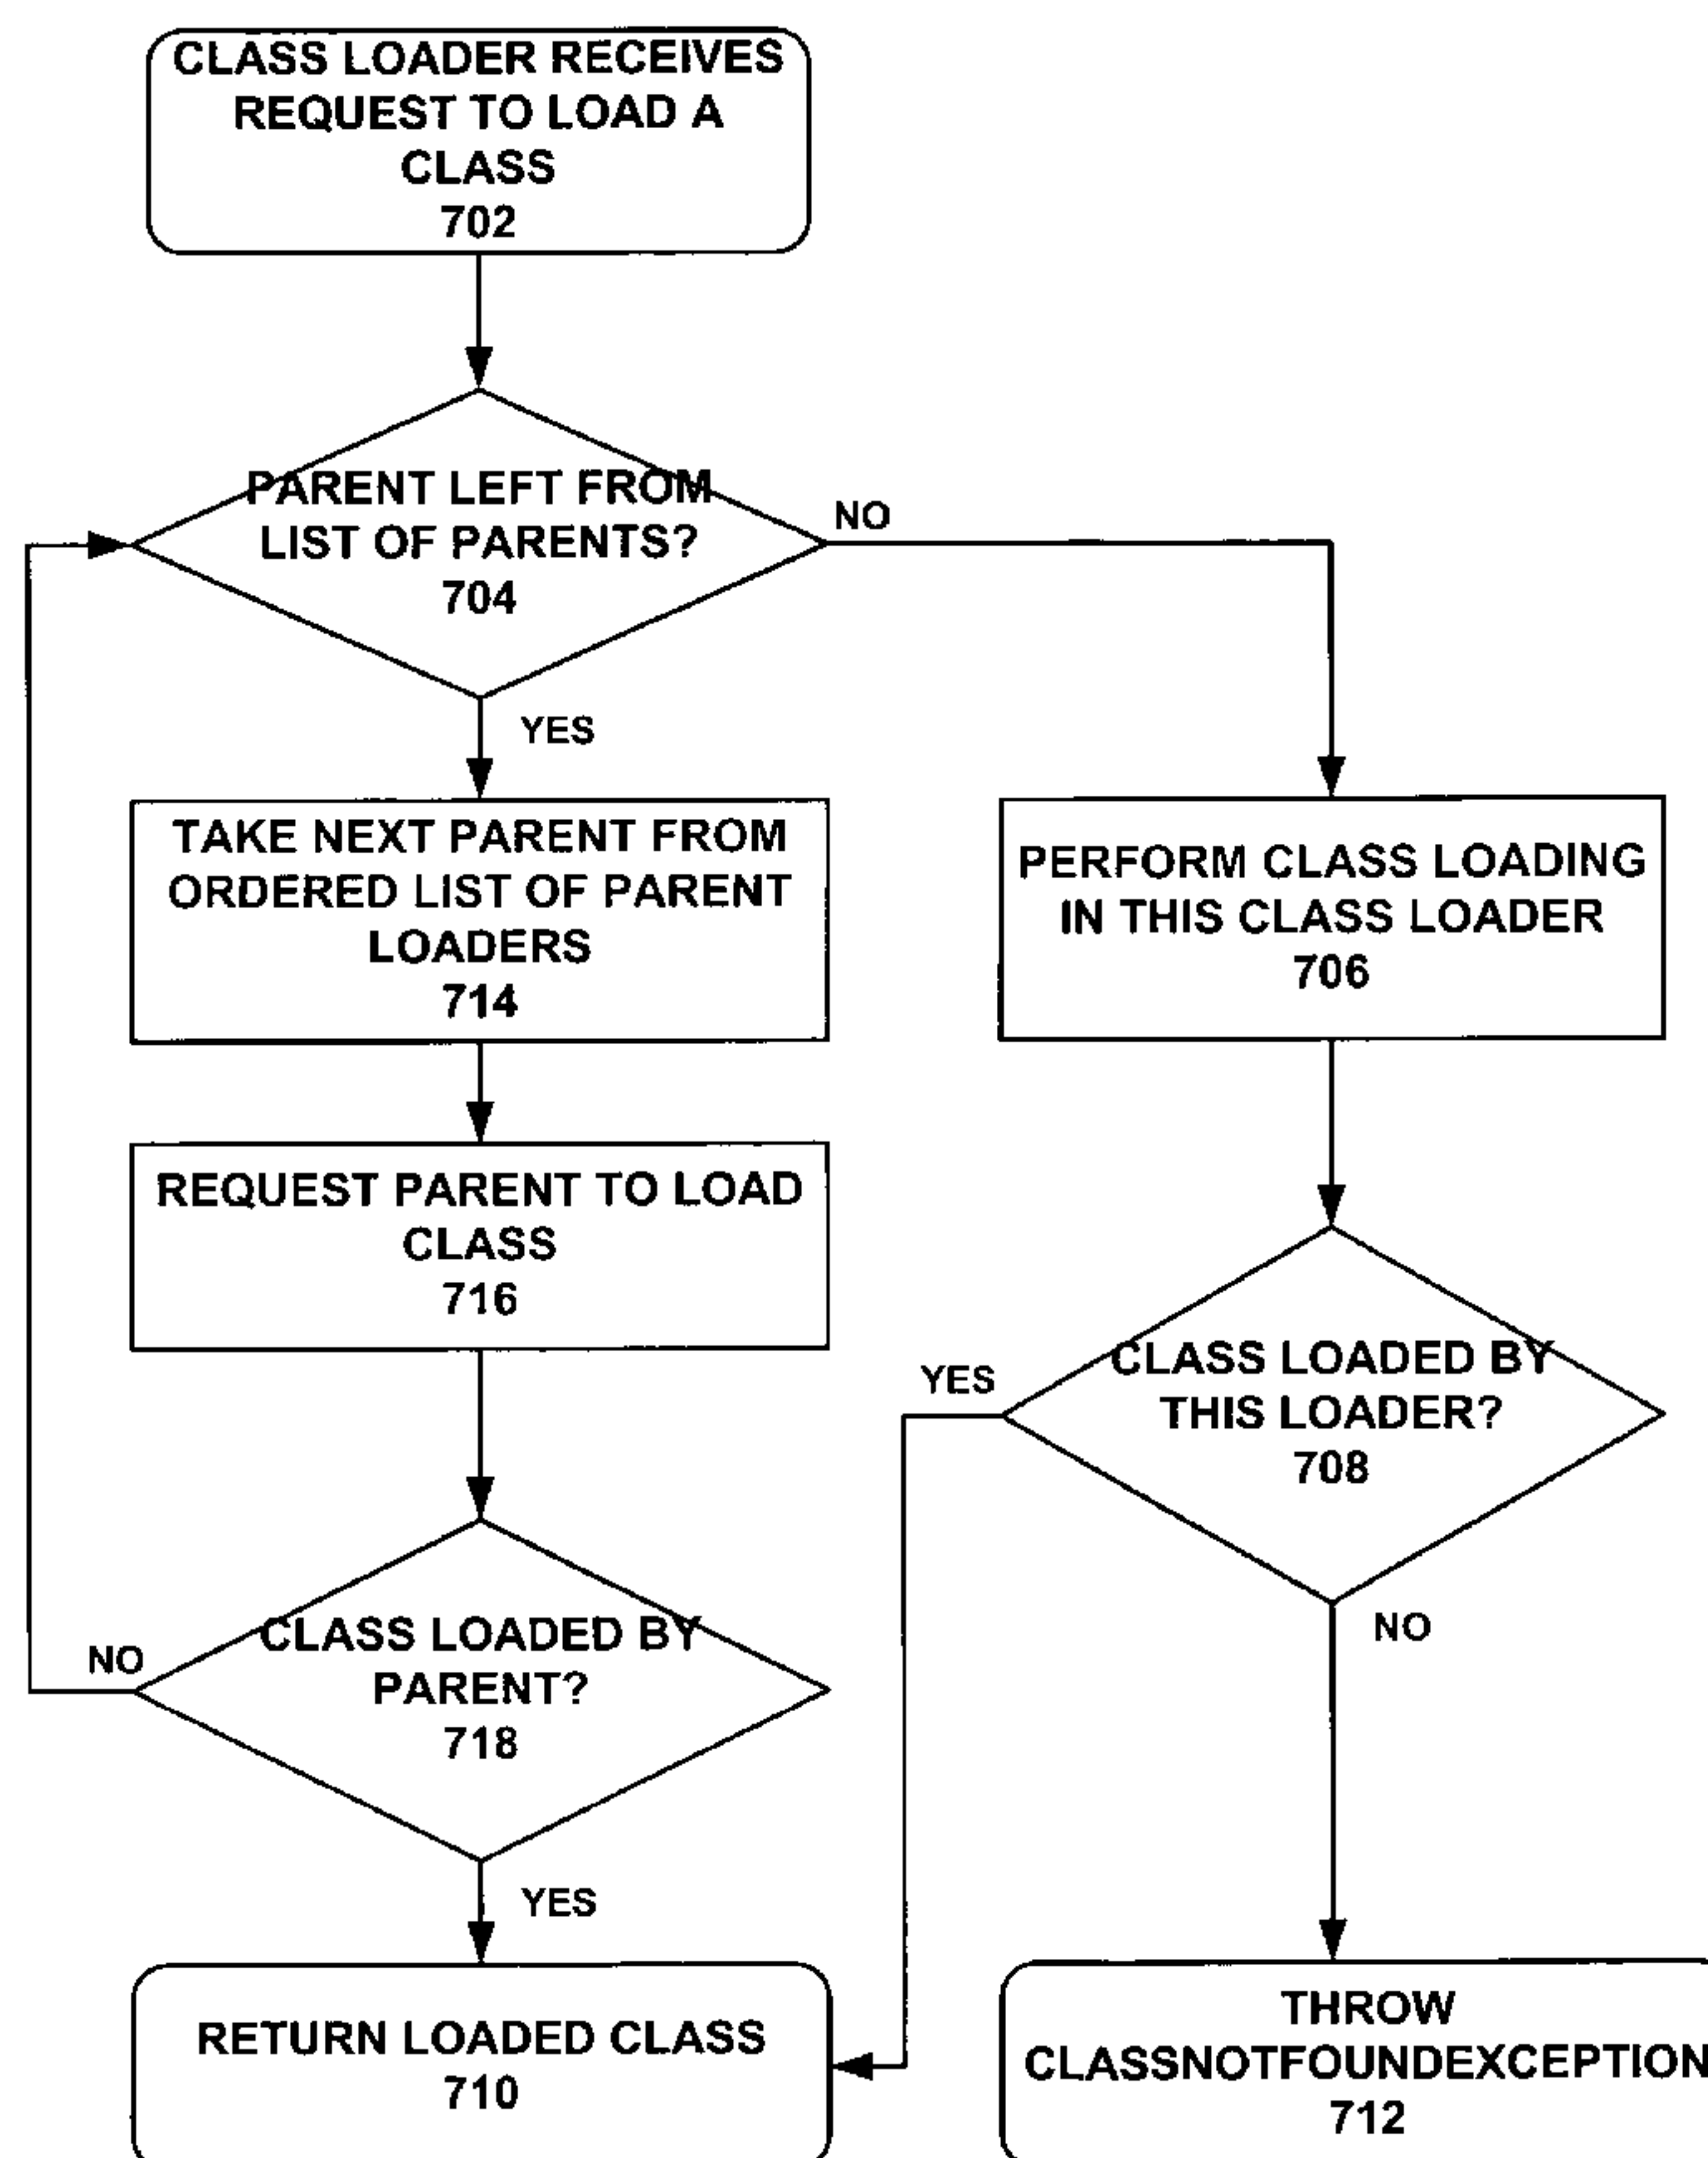 CLASS LOADER RECEIVES
REQUEST TO LOAD A
CLASS
702
PARENT LEFT FROM
LIST OF PARENTS?
704
NO
YES
TAKE NEXT PARENT FROM
ORDERED LIST OF PARENT
LOADERS
714
PERFORM CLASS LOADING
IN THIS CLASS LOADER
706
REQUEST PARENT TO LOAD
CLASS
716
CLASS LOADED BY
THIS LOADER?
708
YES
NO
CLASS LOADED BY
PARENT?
718
NO
YES
RETURN LOADED CLASS
710
THROW
CLASSNOTFOUNDEXCEPTION
712